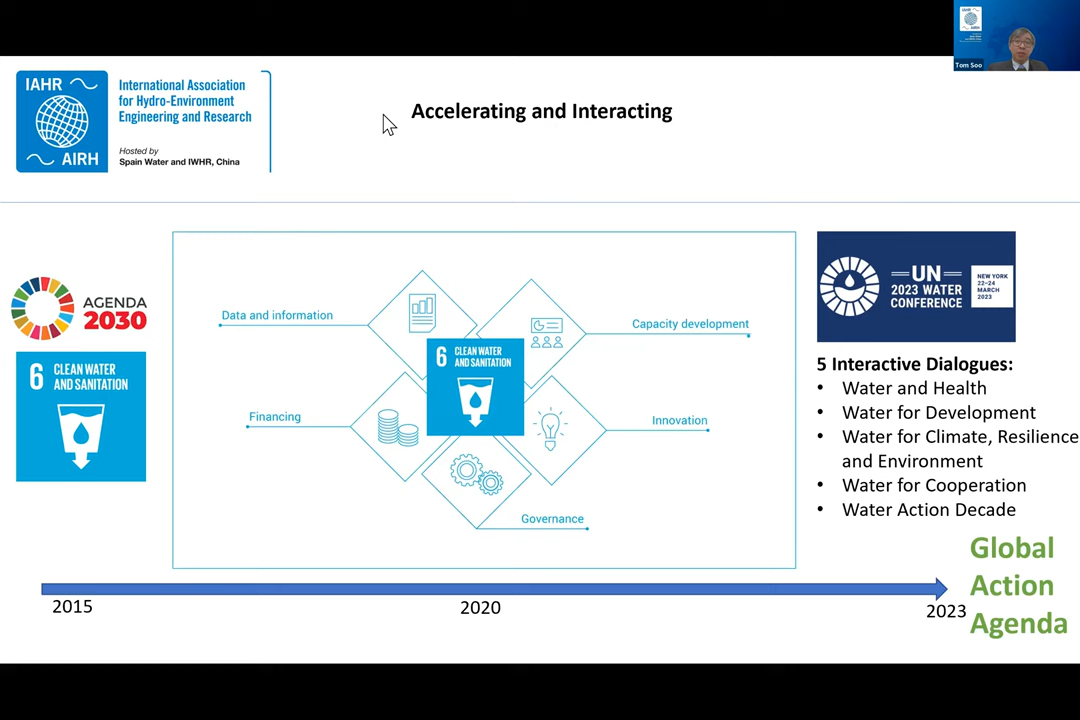 Tom Soo
IAHR
AIRH
International Association
for Hydro-Environment
Engineering and Research
Hosted by
Spain Water and IWHR, China
Accelerating and Interacting
AGENDA
2030
6 CLEAN WATER
AND SANITATION
Data and information
Capacity development
6 CLEAN WATER
AND SANITATION
Financing
Innovation
Governance
UN
2023 WATER
CONFERENCE
NEW YORK
22-24
MARCH
2023
5 Interactive Dialogues:
• Water and Health
• Water for Development
• Water for Climate, Resilience
and Environment
• Water for Cooperation
• Water Action Decade
Global
Action
Agenda
2015
2020
2023